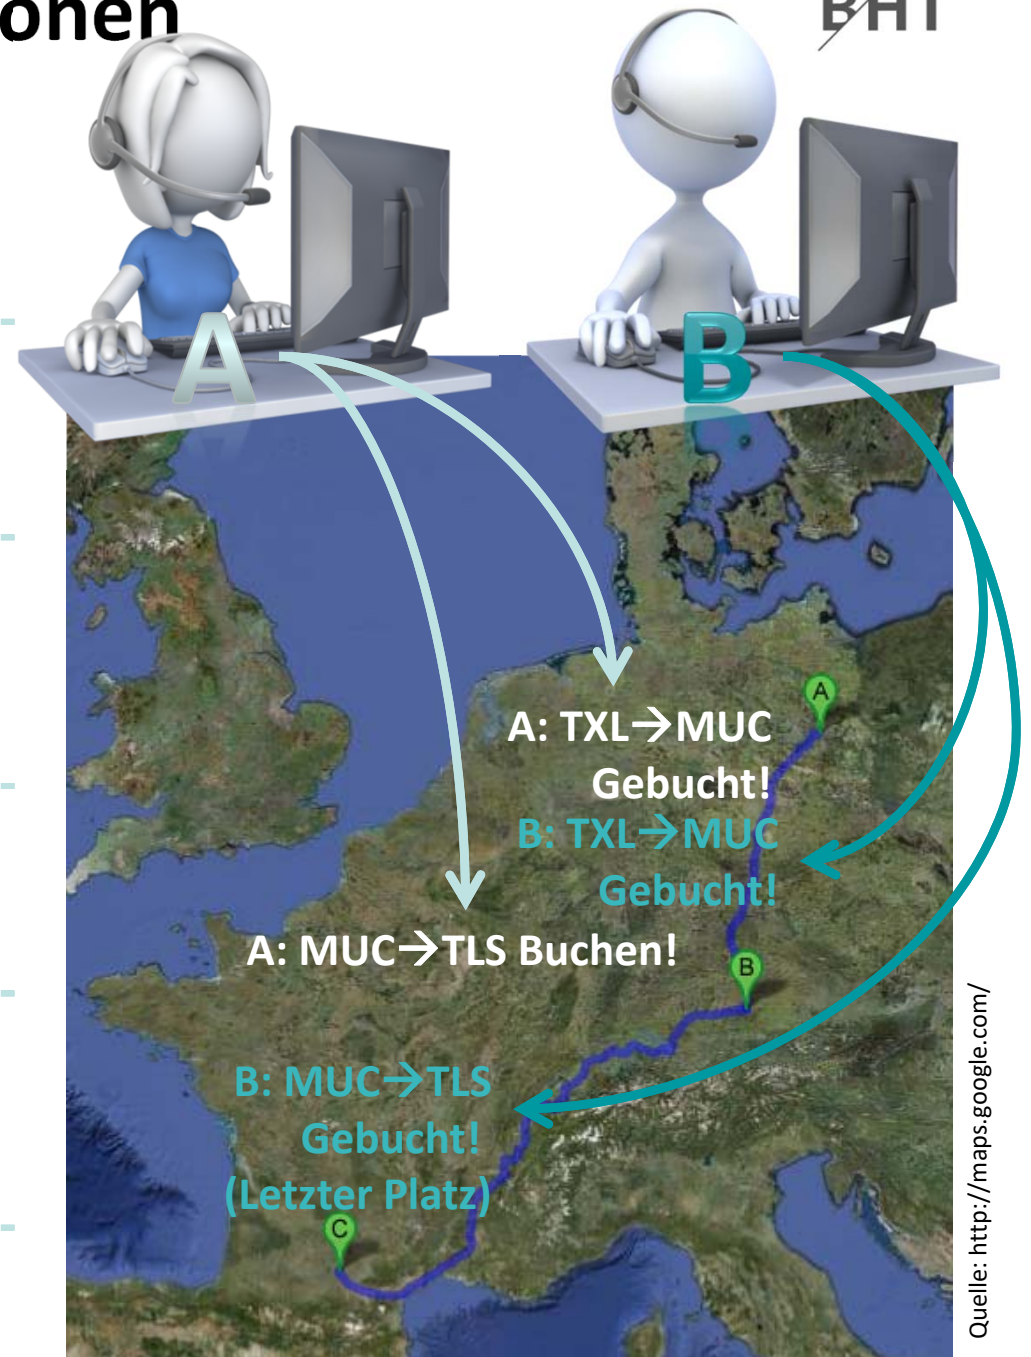 onen
BHT
A
B
A
A: TXL→MUC
Gebucht!
B: TXL→MUC
Gebucht!
A: MUC→TLS Buchen!
B
B: MUC→TLS
Gebucht!
(Letzter Platz)
C
Quelle: http://maps.google.com/